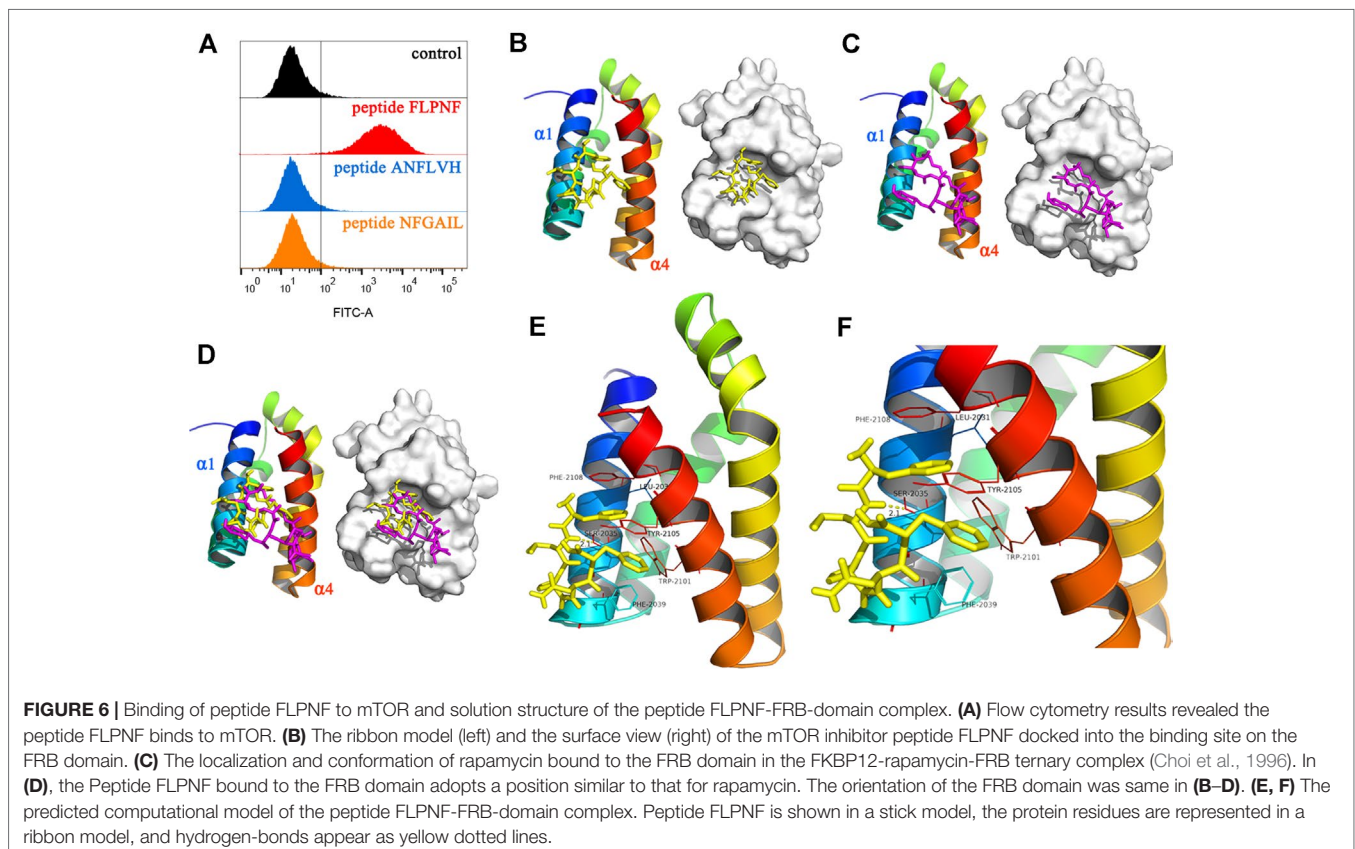 A
control
peptide FLPNF
peptide ANFLVH
peptide NFGAIL
10^0 10^1 10^2 10^3 10^4 10^5
FITC-A
B
α1
α4
C
α1
α4
D
α1
α4
E
PHE-2108
SER-2035
2.1
TYR-2105
TRP-2101
PHE-2039
F
PHE-2108
LEU-2031
SER-2035
TYR-2105
2.1
TRP-2101
PHE-2039
FIGURE 6 | Binding of peptide FLPNF to mTOR and solution structure of the peptide FLPNF-FRB-domain complex. (A) Flow cytometry results revealed the
peptide FLPNF binds to mTOR. (B) The ribbon model (left) and the surface view (right) of the mTOR inhibitor peptide FLPNF docked into the binding site on the
FRB domain. (C) The localization and conformation of rapamycin bound to the FRB domain in the FKBP12-rapamycin-FRB ternary complex (Choi et al., 1996). In
(D), the Peptide FLPNF bound to the FRB domain adopts a position similar to that for rapamycin. The orientation of the FRB domain was same in (B–D). (E, F) The
predicted computational model of the peptide FLPNF-FRB-domain complex. Peptide FLPNF is shown in a stick model, the protein residues are represented in a
ribbon model, and hydrogen-bonds appear as yellow dotted lines.